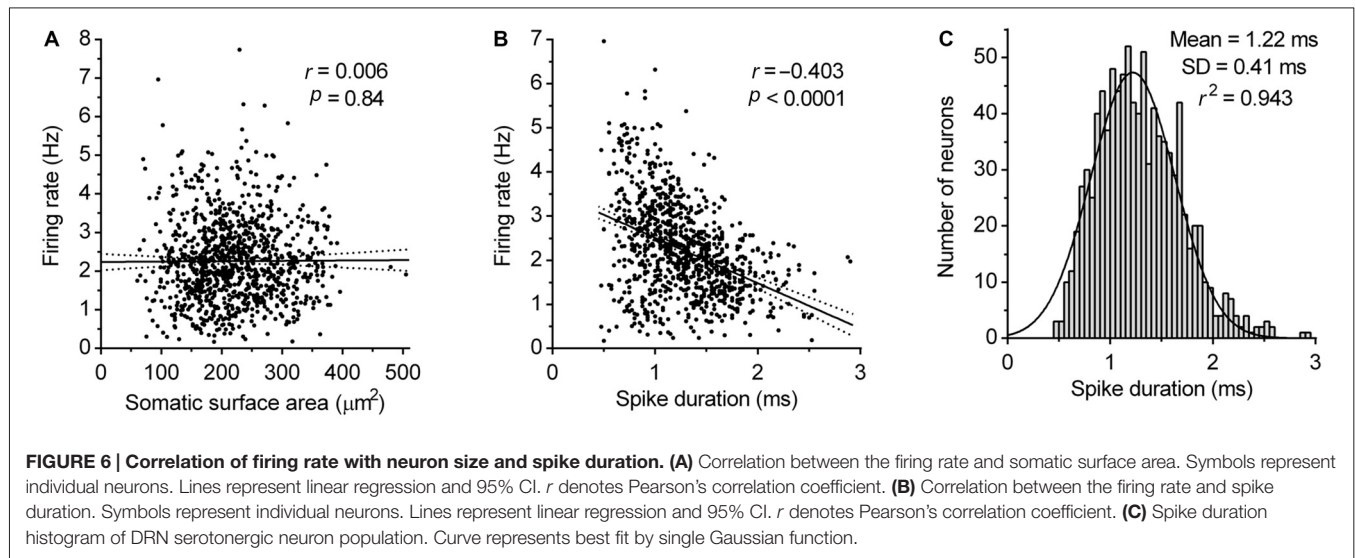 A
r = 0.006
p = 0.84
Firing rate (Hz)
8
7
6
5
4
3
2
1
0
0 100 200 300 400 500
Somatic surface area (μm²)
B
r = –0.403
p < 0.0001
Firing rate (Hz)
7
6
5
4
3
2
1
0
0 1 2 3
Spike duration (ms)
C
Mean = 1.22 ms
SD = 0.41 ms
r² = 0.943
Number of neurons
50
40
30
20
10
0
0 1 2 3
Spike duration (ms)
FIGURE 6 | Correlation of firing rate with neuron size and spike duration. (A) Correlation between the firing rate and somatic surface area. Symbols represent
individual neurons. Lines represent linear regression and 95% CI. r denotes Pearson’s correlation coefficient. (B) Correlation between the firing rate and spike
duration. Symbols represent individual neurons. Lines represent linear regression and 95% CI. r denotes Pearson’s correlation coefficient. (C) Spike duration
histogram of DRN serotonergic neuron population. Curve represents best fit by single Gaussian function.